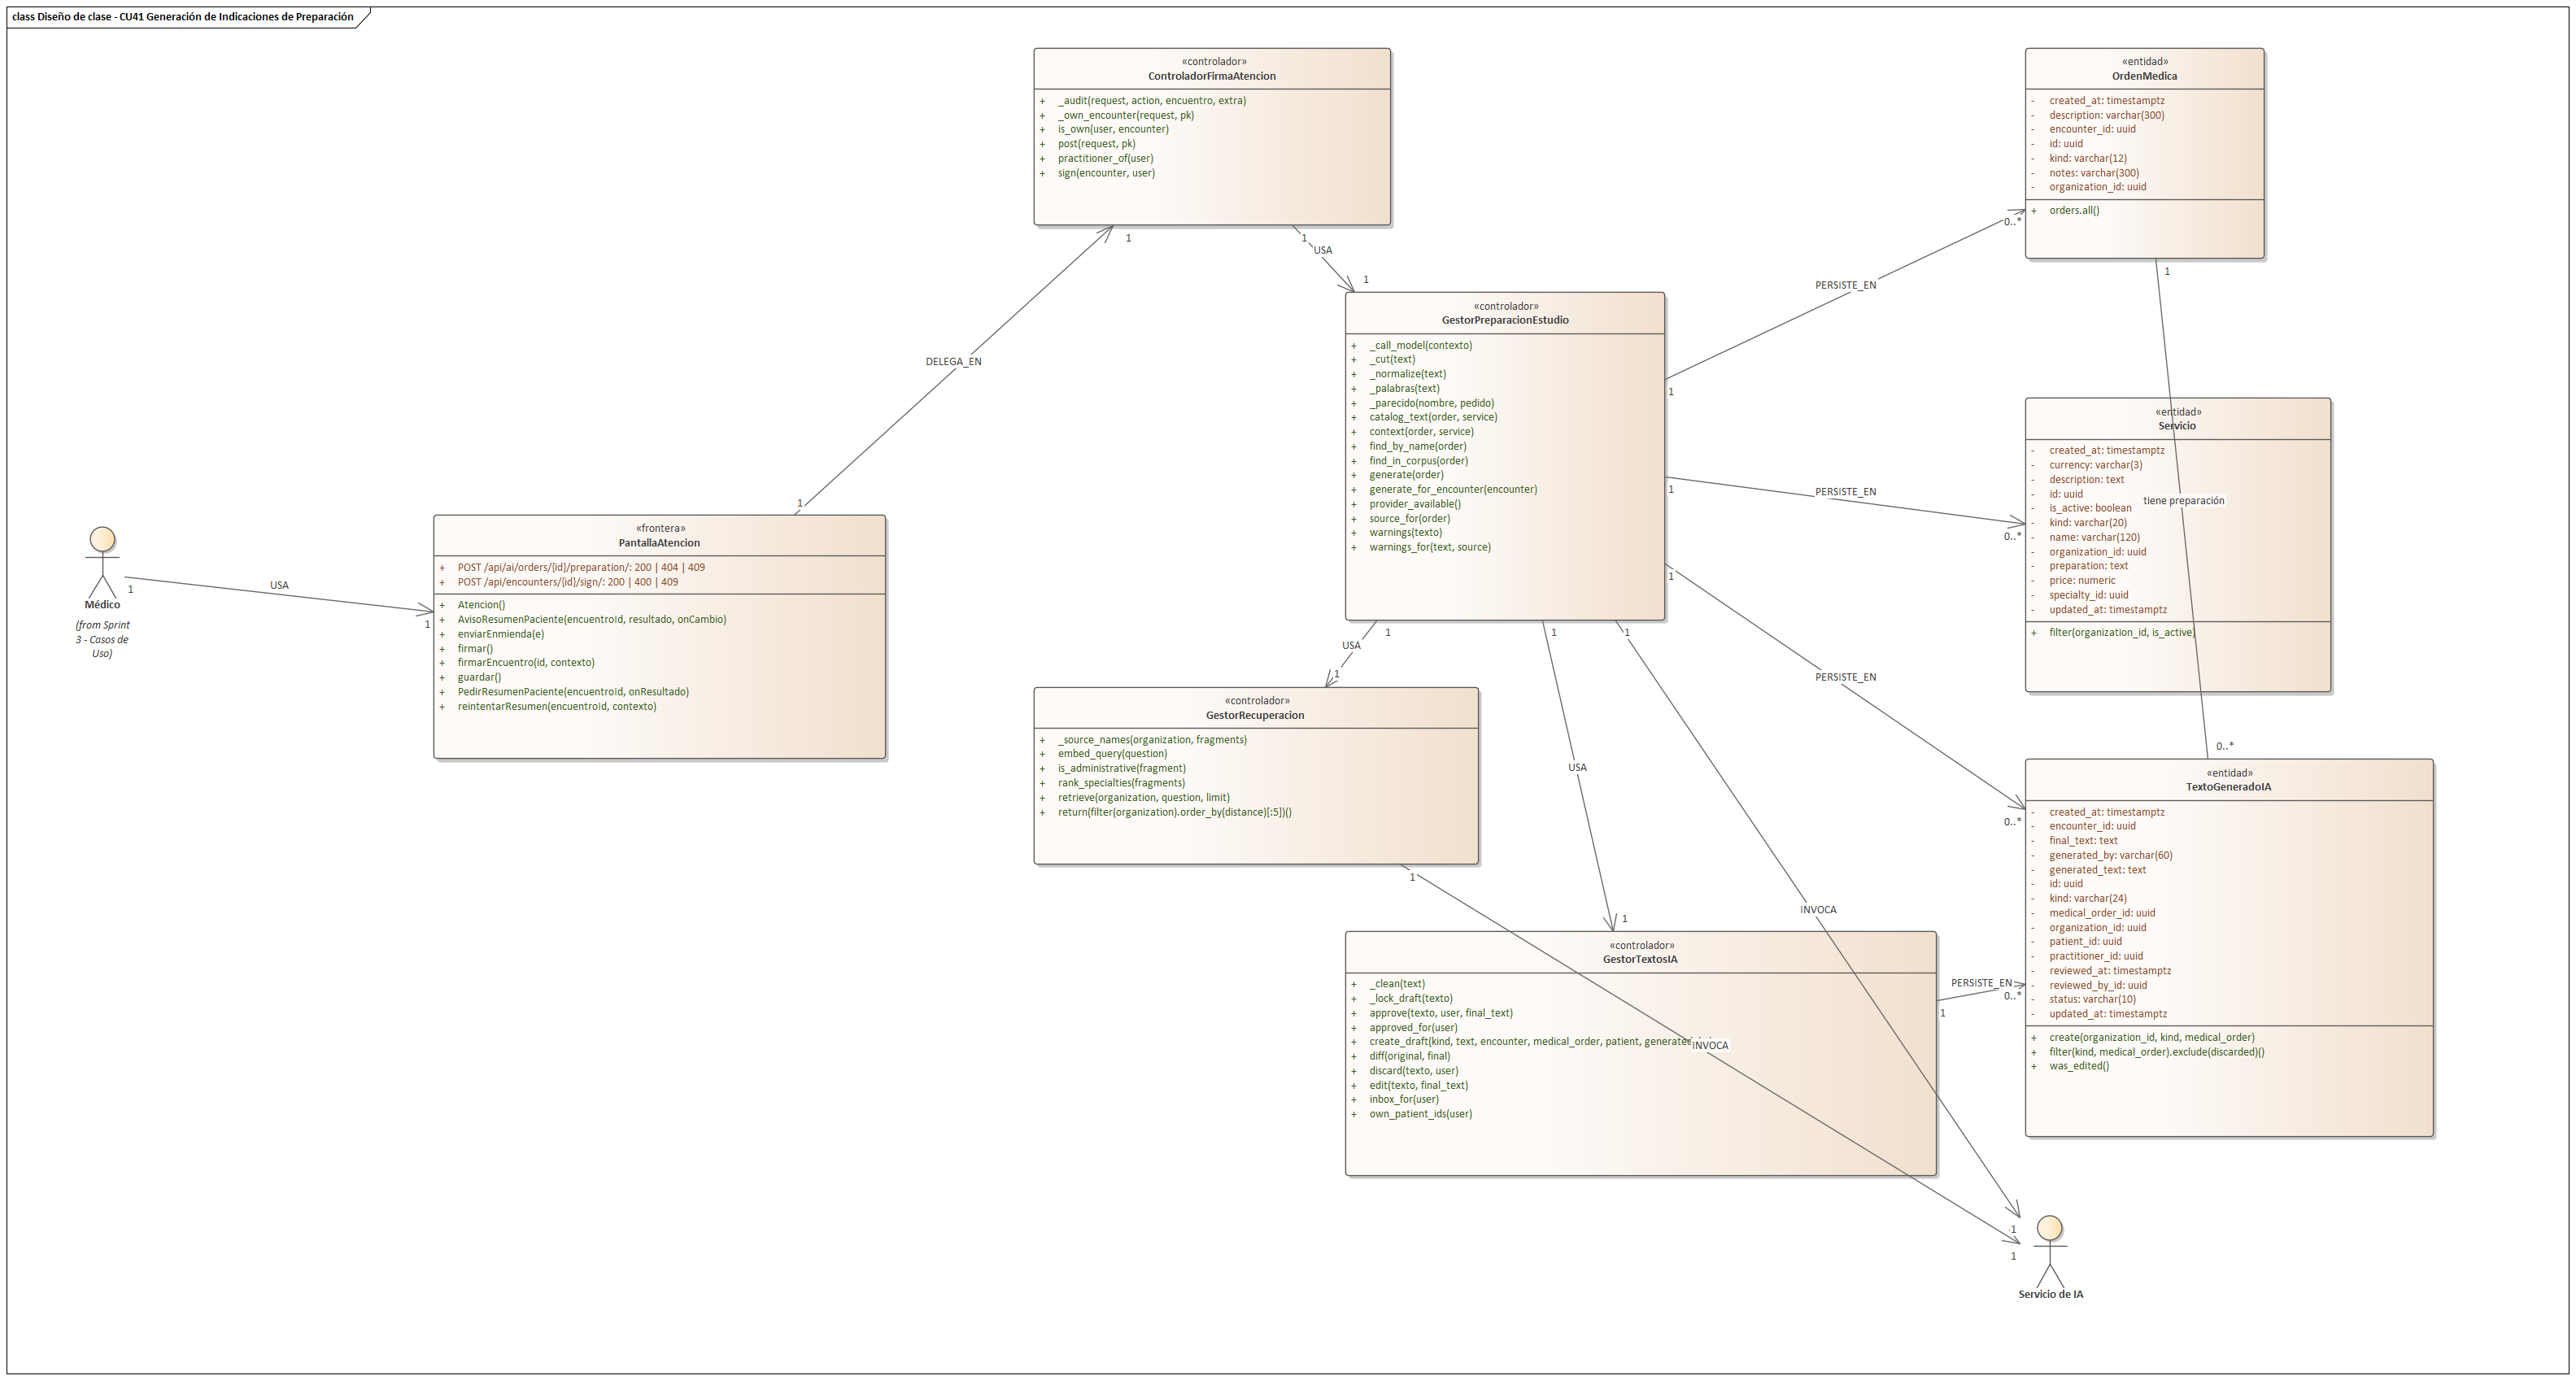 class Diseño de clase - CU41 Generación de Indicaciones de Preparación
«controlador»
ControladorFirmaAtencion
+ _audit(request, action, encuentro, extra)
+ _own_encounter(request, pk)
+ is_own(user, encounter)
+ post(request, pk)
+ practitioner_of(user)
+ sign(encounter, user)
«entidad»
OrdenMedica
- created_at: timestamptz
- description: varchar(300)
- encounter_id: uuid
- id: uuid
- kind: varchar(12)
- notes: varchar(300)
- organization_id: uuid
+ orders.all()
1
1
USA
1
0..*
1
PERSISTE_EN
1
DELEGA_EN
«controlador»
GestorPreparacionEstudio
+ _call_model(contexto)
+ _cut(text)
+ _normalize(text)
+ _palabras(text)
+ _parecido(nombre, pedido)
+ catalog_text(order, service)
+ context(order, service)
+ find_by_name(order)
+ find_in_corpus(order)
+ generate(order)
+ generate_for_encounter(encounter)
+ provider_available()
+ source_for(order)
+ warnings(texto)
+ warnings_for(text, source)
«entidad»
Servicio
- created_at: timestamptz
- currency: varchar(3)
- description: text
- id: uuid
- is_active: boolean
- kind: varchar(20)
- name: varchar(120)
- organization_id: uuid
- preparation: text
- price: numeric
- specialty_id: uuid
- updated_at: timestamptz
+ filter(organization_id, is_active)
tiene preparación
1
PERSISTE_EN
0..*
1
«frontera»
PantallaAtencion
+ POST /api/ai/orders/{id}/preparation/: 200 | 404 | 409
+ POST /api/encounters/{id}/sign/: 200 | 400 | 409
+ Atencion()
+ AvisoResumenPaciente(encuentroId, resultado, onCambio)
+ enviarEnmienda(e)
+ firmar()
+ firmarEncuentro(id, contexto)
+ guardar()
+ PedirResumenPaciente(encuentroId, onResultado)
+ reintentarResumen(encuentroId, contexto)
Médico
(from Sprint
3 - Casos de
Uso)
1
USA
1
1
PERSISTE_EN
0..*
1
USA
1
1
1
«controlador»
GestorRecuperacion
+ _source_names(organization, fragments)
+ embed_query(question)
+ is_administrative(fragment)
+ rank_specialties(fragments)
+ retrieve(organization, question, limit)
+ return(filter(organization).order_by(distance)[:5])()
1
USA
1
INVOCA
0..*
«entidad»
TextoGeneradoIA
- created_at: timestamptz
- encounter_id: uuid
- final_text: text
- generated_by: varchar(60)
- generated_text: text
- id: uuid
- kind: varchar(24)
- medical_order_id: uuid
- organization_id: uuid
- patient_id: uuid
- practitioner_id: uuid
- reviewed_at: timestamptz
- reviewed_by_id: uuid
- status: varchar(10)
- updated_at: timestamptz
+ create(organization_id, kind, medical_order)
+ filter(kind, medical_order).exclude(discarded)()
+ was_edited()
«controlador»
GestorTextosIA
+ _clean(text)
+ _lock_draft(texto)
+ approve(texto, user, final_text)
+ approved_for(user)
+ create_draft(kind, text, encounter, medical_order, patient, generate
+ diff(original, final)
+ discard(texto, user)
+ edit(texto, final_text)
+ inbox_for(user)
+ own_patient_ids(user)
INVOCA
PERSISTE_EN
0..*
1
1
1
Servicio de IA